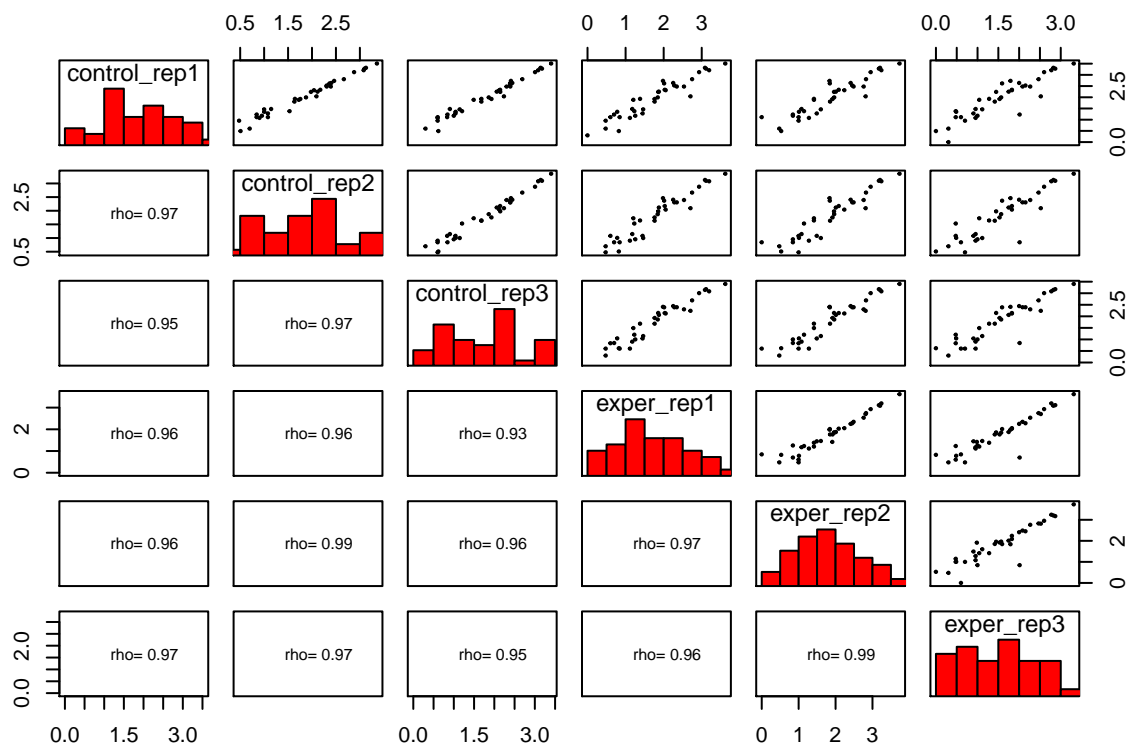 0.5 1.5 2.5 0 1 2 3 0.0 1.5 3.0
control_rep1
0.0 2.5
0.5 2.5
rho= 0.97
control_rep2
rho= 0.95
rho= 0.97
control_rep3
0.0 2.5
0 2
rho= 0.96
rho= 0.96
rho= 0.93
exper_rep1
rho= 0.96
rho= 0.99
rho= 0.96
rho= 0.97
exper_rep2
0 2
0.0 2.0
rho= 0.97
rho= 0.97
rho= 0.95
rho= 0.96
rho= 0.99
exper_rep3
0.0 1.5 3.0 0.0 1.5 3.0 0 1 2 3